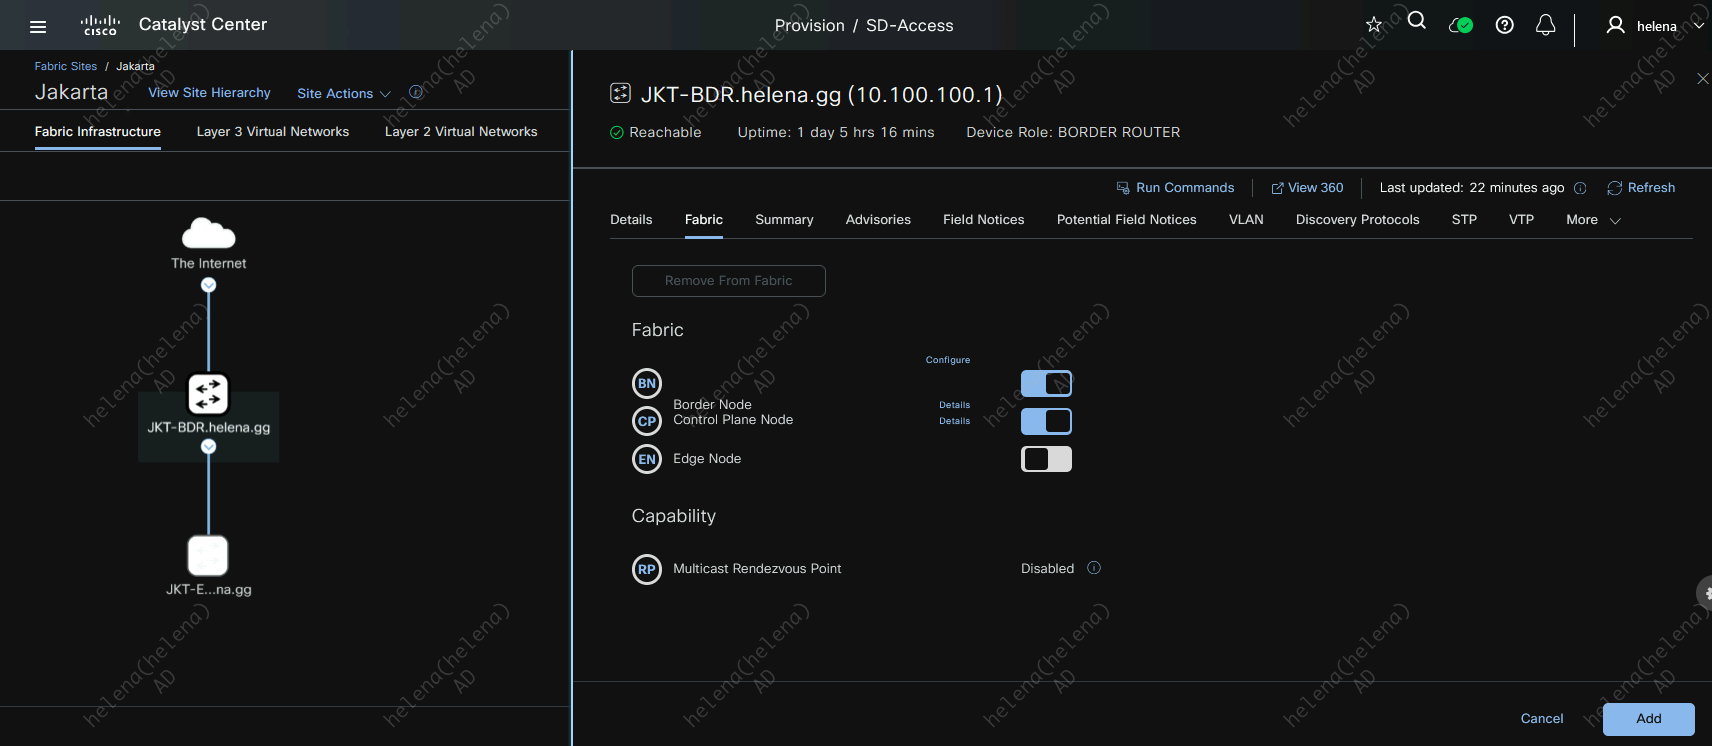 cisco Catalyst Center
Provision / SD-Access
helena
Fabric Sites / Jakarta
Jakarta View Site Hierarchy Site Actions
Fabric Infrastructure Layer 3 Virtual Networks Layer 2 Virtual Networks
The Internet
JKT-BDR.helena.gg
JKT-E...na.gg
JKT-BDR.helena.gg (10.100.100.1)
Reachable Uptime: 1 day 5 hrs 16 mins Device Role: BORDER ROUTER
Run Commands View 360 Last updated: 22 minutes ago Refresh
Details Fabric Summary Advisories Field Notices Potential Field Notices VLAN Discovery Protocols STP VTP More
Remove From Fabric
Fabric
Configure
BN
Border Node Details
CP Control Plane Node Details
EN Edge Node
Capability
RP Multicast Rendezvous Point Disabled
Cancel Add
helena(helena)
AD